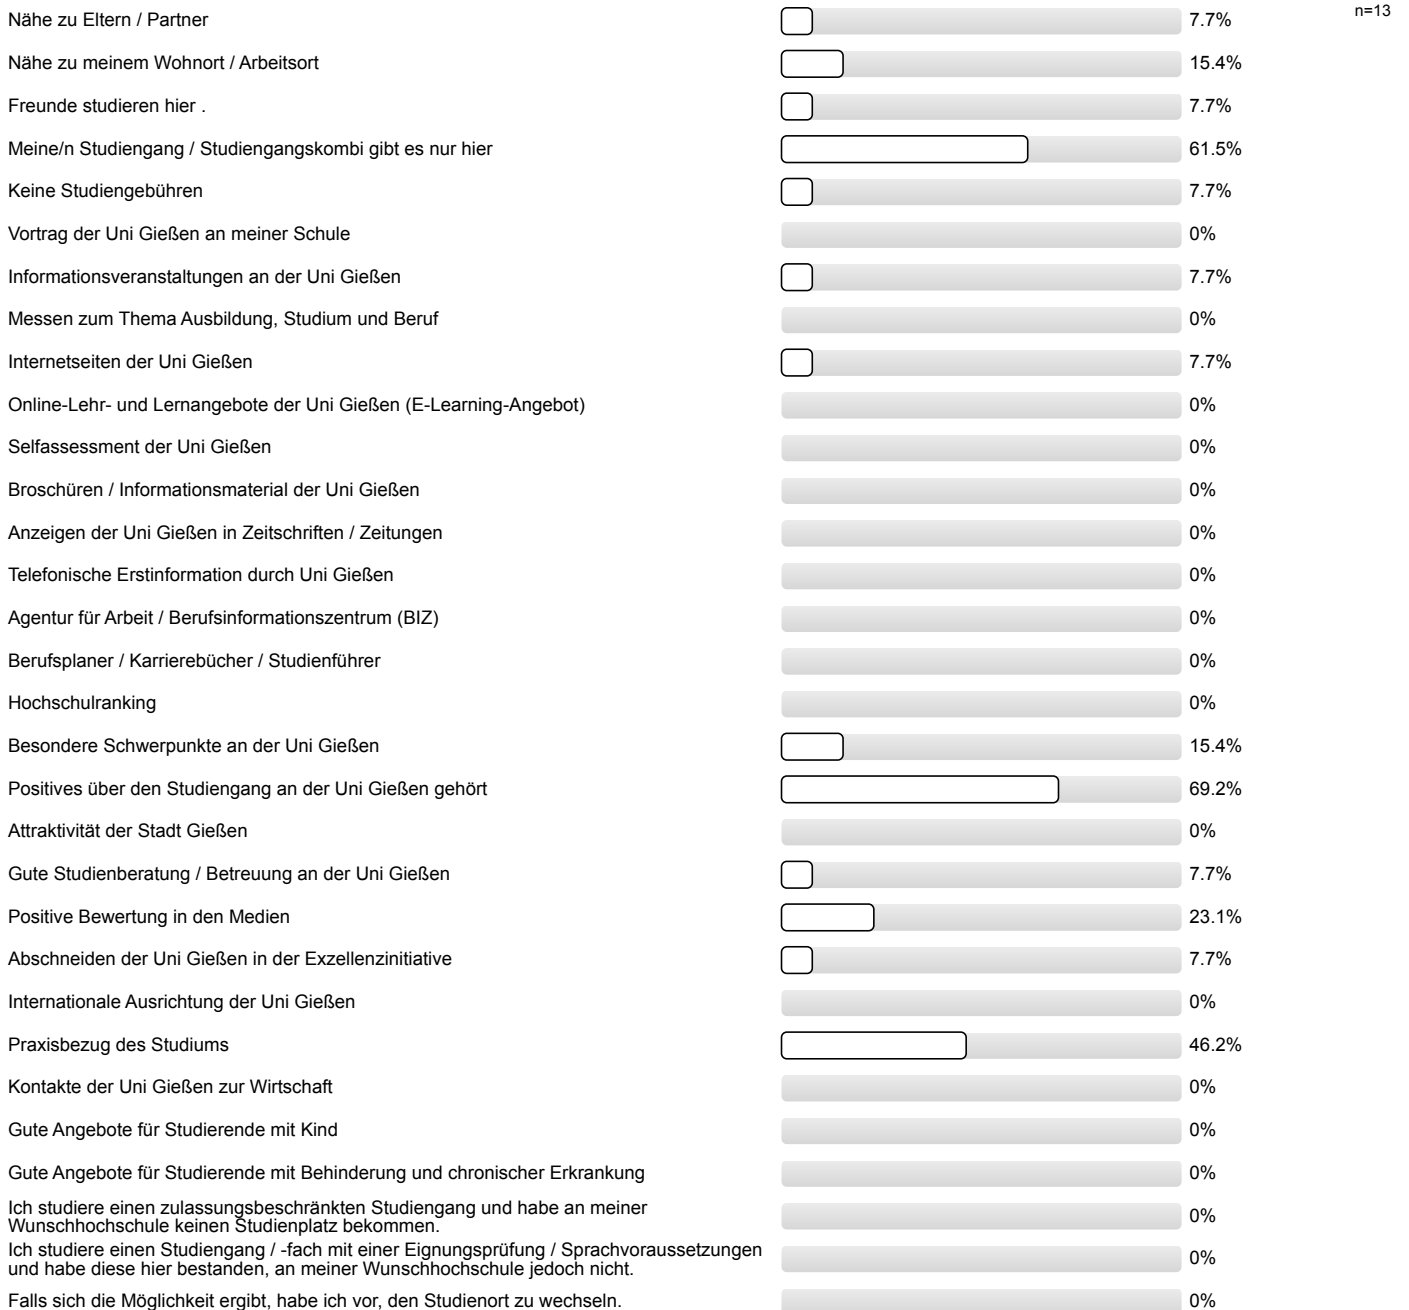 Nähe zu Eltern / Partner 7.7% n=13
Nähe zu meinem Wohnort / Arbeitsort 15.4%
Freunde studieren hier . 7.7%
Meine/n Studiengang / Studiengangskombi gibt es nur hier 61.5%
Keine Studiengebühren 7.7%
Vortrag der Uni Gießen an meiner Schule 0%
Informationsveranstaltungen an der Uni Gießen 7.7%
Messen zum Thema Ausbildung, Studium und Beruf 0%
Internetseiten der Uni Gießen 7.7%
Online-Lehr- und Lernangebote der Uni Gießen (E-Learning-Angebot) 0%
Selfassessment der Uni Gießen 0%
Broschüren / Informationsmaterial der Uni Gießen 0%
Anzeigen der Uni Gießen in Zeitschriften / Zeitungen 0%
Telefonische Erstinformation durch Uni Gießen 0%
Agentur für Arbeit / Berufsinformationszentrum (BIZ) 0%
Berufsplaner / Karrierebücher / Studienführer 0%
Hochschulranking 0%
Besondere Schwerpunkte an der Uni Gießen 15.4%
Positives über den Studiengang an der Uni Gießen gehört 69.2%
Attraktivität der Stadt Gießen 0%
Gute Studienberatung / Betreuung an der Uni Gießen 7.7%
Positive Bewertung in den Medien 23.1%
Abschneiden der Uni Gießen in der Exzellenzinitiative 7.7%
Internationale Ausrichtung der Uni Gießen 0%
Praxisbezug des Studiums 46.2%
Kontakte der Uni Gießen zur Wirtschaft 0%
Gute Angebote für Studierende mit Kind 0%
Gute Angebote für Studierende mit Behinderung und chronischer Erkrankung 0%
Ich studiere einen zulassungsbeschränkten Studiengang und habe an meiner
Wunschhochschule keinen Studienplatz bekommen. 0%
Ich studiere einen Studiengang / -fach mit einer Eignungsprüfung / Sprachvoraussetzungen
und habe diese hier bestanden, an meiner Wunschhochschule jedoch nicht. 0%
Falls sich die Möglichkeit ergibt, habe ich vor, den Studienort zu wechseln. 0%